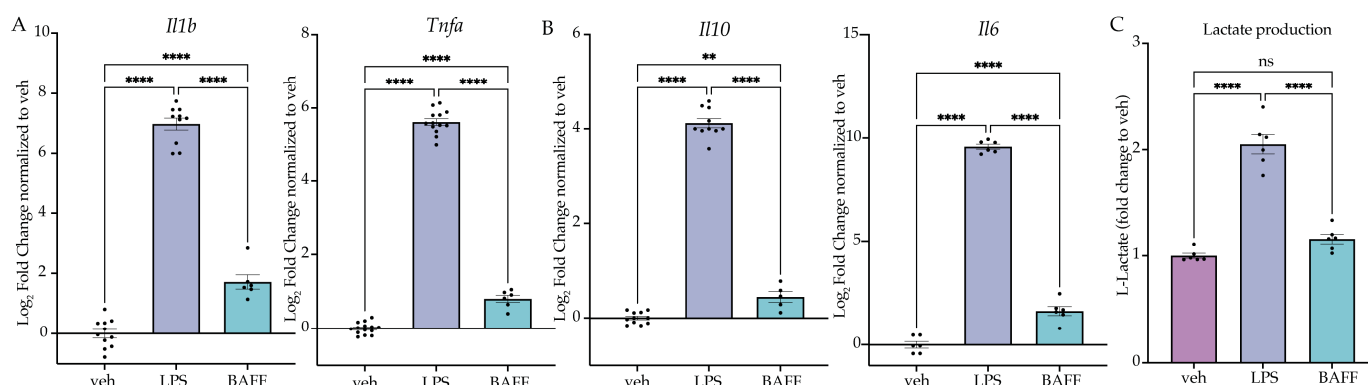 A
Il1b
Log₂ Fold Change normalized to veh
10
8
6
4
2
0
****
**** ****
veh LPS BAFF
Tnfa
Log₂ Fold Change normalized to veh
8
6
4
2
0
****
**** ****
veh LPS BAFF
B
Il10
Log₂ Fold Change normalized to veh
6
4
2
0
**
**** ****
veh LPS BAFF
Il6
Log₂ Fold Change normalized to veh
15
10
5
0
****
**** ****
veh LPS BAFF
C
Lactate production
L-Lactate (fold change to veh)
3
2
1
0
ns
**** ****
veh LPS BAFF